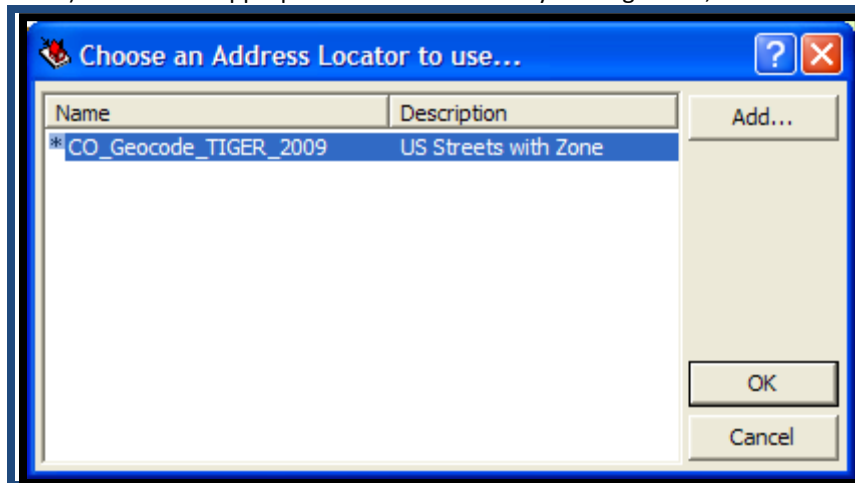 Choose an Address Locator to use...
Name Description Add...
* CO_Geocode_TIGER_2009 US Streets with Zone
OK
Cancel